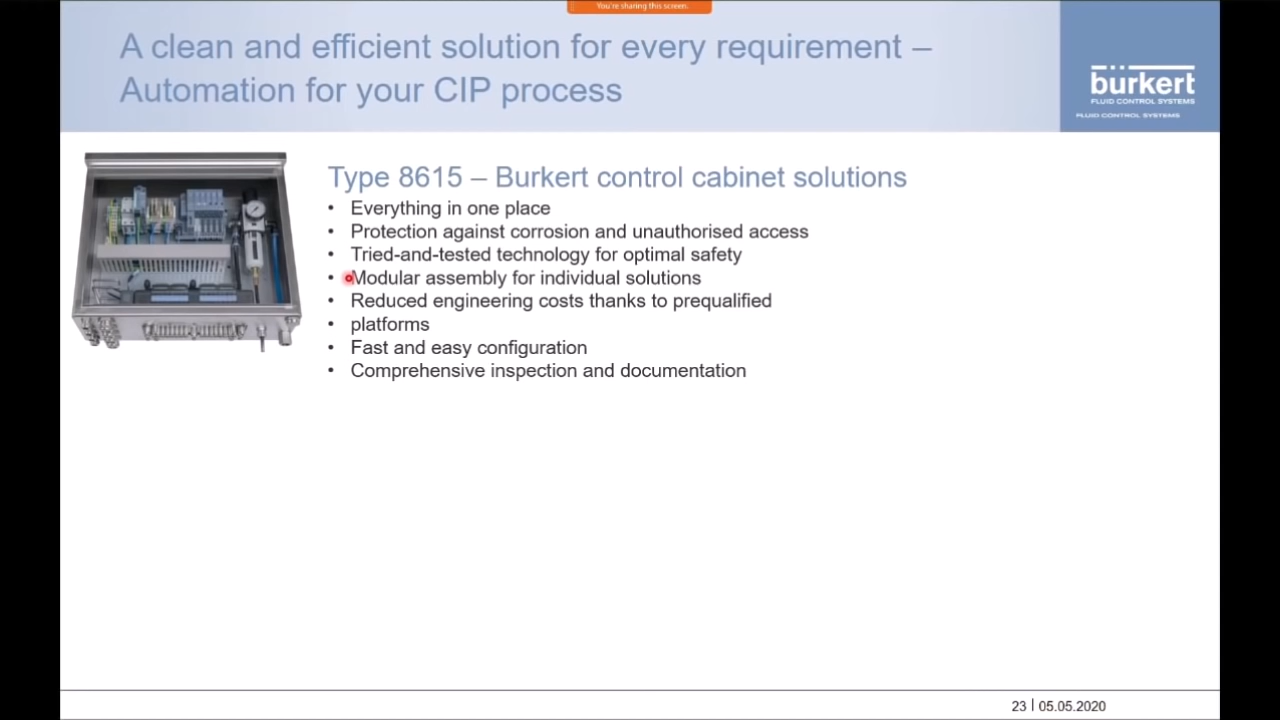 You're sharing this screen.
A clean and efficient solution for every requirement –
Automation for your CIP process
bürkert
FLUID CONTROL SYSTEMS
FLUID CONTROL SYSTEMS
Type 8615 – Burkert control cabinet solutions
• Everything in one place
• Protection against corrosion and unauthorised access
• Tried-and-tested technology for optimal safety
• Modular assembly for individual solutions
• Reduced engineering costs thanks to prequalified
• platforms
• Fast and easy configuration
• Comprehensive inspection and documentation
23 | 05.05.2020